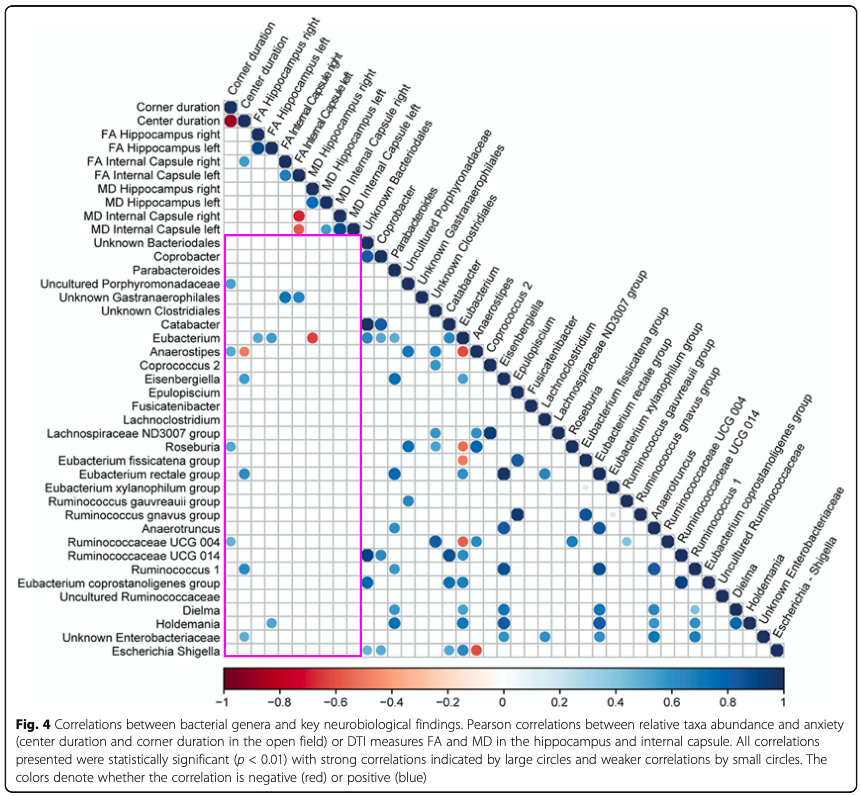 Corner duration
Center duration
FA Hippocampus right
FA Hippocampus left
FA Internal Capsule right
FA Internal Capsule left
MD Hippocampus right
MD Hippocampus left
MD Internal Capsule right
MD Internal Capsule left
Unknown Bacteriodales
Coprobacter
Parabacteroides
Uncultured Porphyronadaceae
Unknown Gastranaerophilales
Unknown Clostridiales
Catabacter
Eubacterium
Anaerostipes
Coprococcus 2
Eisenbergiella
Epulopiscium
Fusicatenibacter
Lachnoclostridium
Lachnospiraceae ND3007 group
Roseburia
Eubacterium fissicatena group
Eubacterium rectale group
Eubacterium xylanophilum group
Ruminococcus gauvreauii group
Ruminococcus gnavus group
Anaerotruncus
Ruminococcaceae UCG 004
Ruminococcaceae UCG 014
Ruminococcus 1
Eubacterium coprostanoligenes group
Uncultured Ruminococcaceae
Dielma
Holdemania
Unknown Enterobacteriaceae
Escherichia - Shigella
Corner duration
Center duration
FA Hippocampus right
FA Hippocampus left
FA Internal Capsule right
FA Internal Capsule left
MD Hippocampus right
MD Hippocampus left
MD Internal Capsule right
MD Internal Capsule left
Unknown Bacteriodales
Coprobacter
Parabacteroides
Uncultured Porphyromonadaceae
Unknown Gastranaerophilales
Unknown Clostridiales
Catabacter
Eubacterium
Anaerostipes
Coprococcus 2
Eisenbergiella
Epulopiscium
Fusicatenibacter
Lachnoclostridium
Lachnospiraceae ND3007 group
Roseburia
Eubacterium fissicatena group
Eubacterium rectale group
Eubacterium xylanophilum group
Ruminococcus gauvreauii group
Ruminococcus gnavus group
Anaerotruncus
Ruminococcaceae UCG 004
Ruminococcaceae UCG 014
Ruminococcus 1
Eubacterium coprostanoligenes group
Uncultured Ruminococcaceae
Dielma
Holdemania
Unknown Enterobacteriaceae
Escherichia Shigella
−1 −0.8 −0.6 −0.4 −0.2 0 0.2 0.4 0.6 0.8 1
Fig. 4 Correlations between bacterial genera and key neurobiological findings. Pearson correlations between relative taxa abundance and anxiety
(center duration and corner duration in the open field) or DTI measures FA and MD in the hippocampus and internal capsule. All correlations
presented were statistically significant (p < 0.01) with strong correlations indicated by large circles and weaker correlations by small circles. The
colors denote whether the correlation is negative (red) or positive (blue)